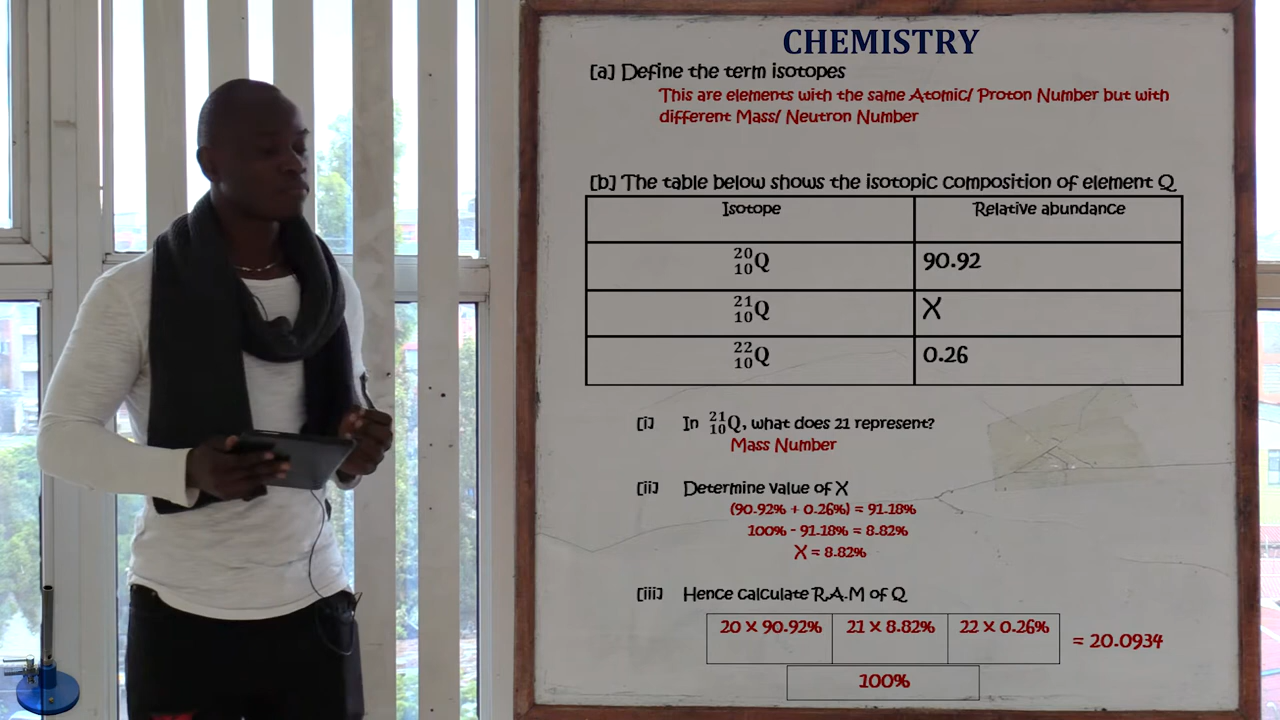 CHEMISTRY
[a] Define the term isotopes
This are elements with the same Atomic/ Proton Number but with
different Mass/ Neutron Number
[b] The table below shows the isotopic composition of element Q
Isotope Relative abundance
²⁰₁₀Q 90.92
²¹₁₀Q X
²²₁₀Q 0.26
[i] In ²¹₁₀Q, what does 21 represent?
Mass Number
[ii] Determine value of X
(90.92% + 0.26%) = 91.18%
100% - 91.18% = 8.82%
X = 8.82%
[iii] Hence calculate R.A.M of Q
20 X 90.92% 21 X 8.82% 22 X 0.26% = 20.0934
100%